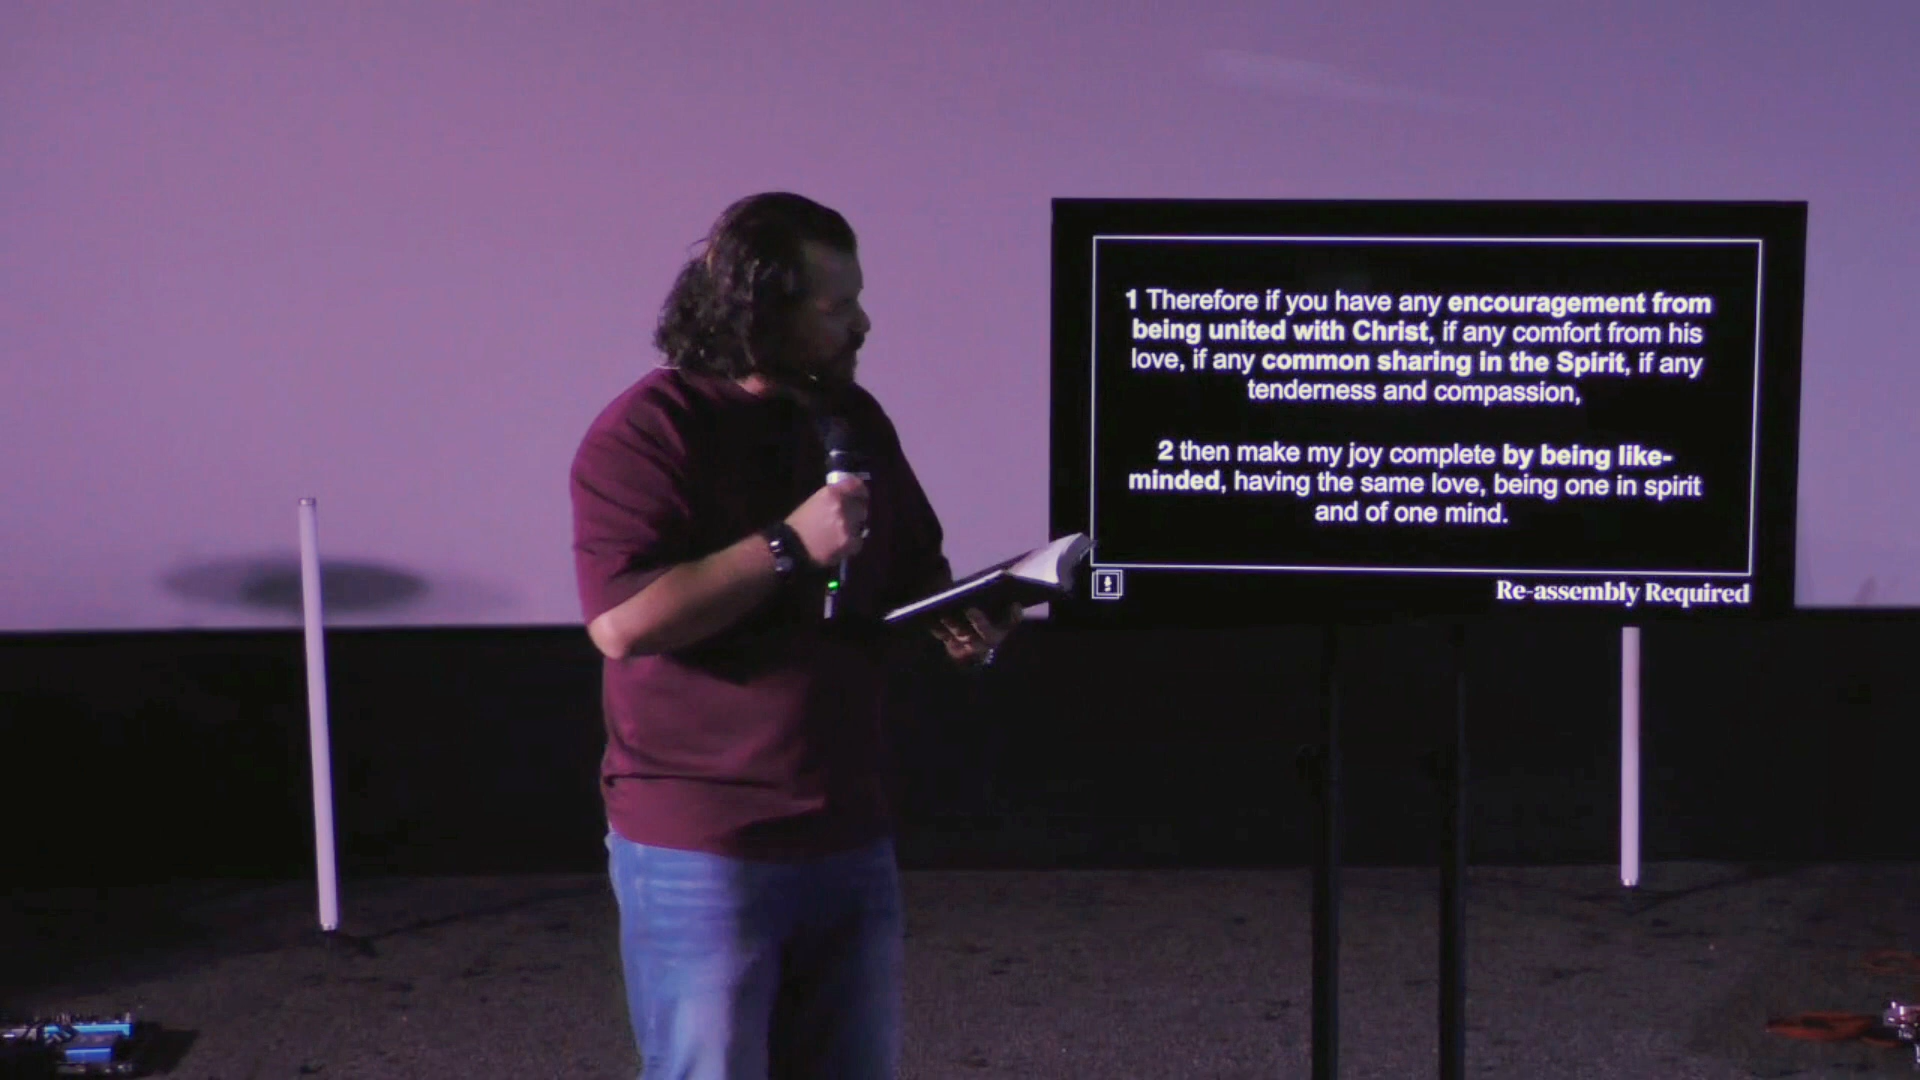 1 Therefore if you have any encouragement from
being united with Christ, if any comfort from his
love, if any common sharing in the Spirit, if any
tenderness and compassion,
2 then make my joy complete by being like-
minded, having the same love, being one in spirit
and of one mind.
Re-assembly Required